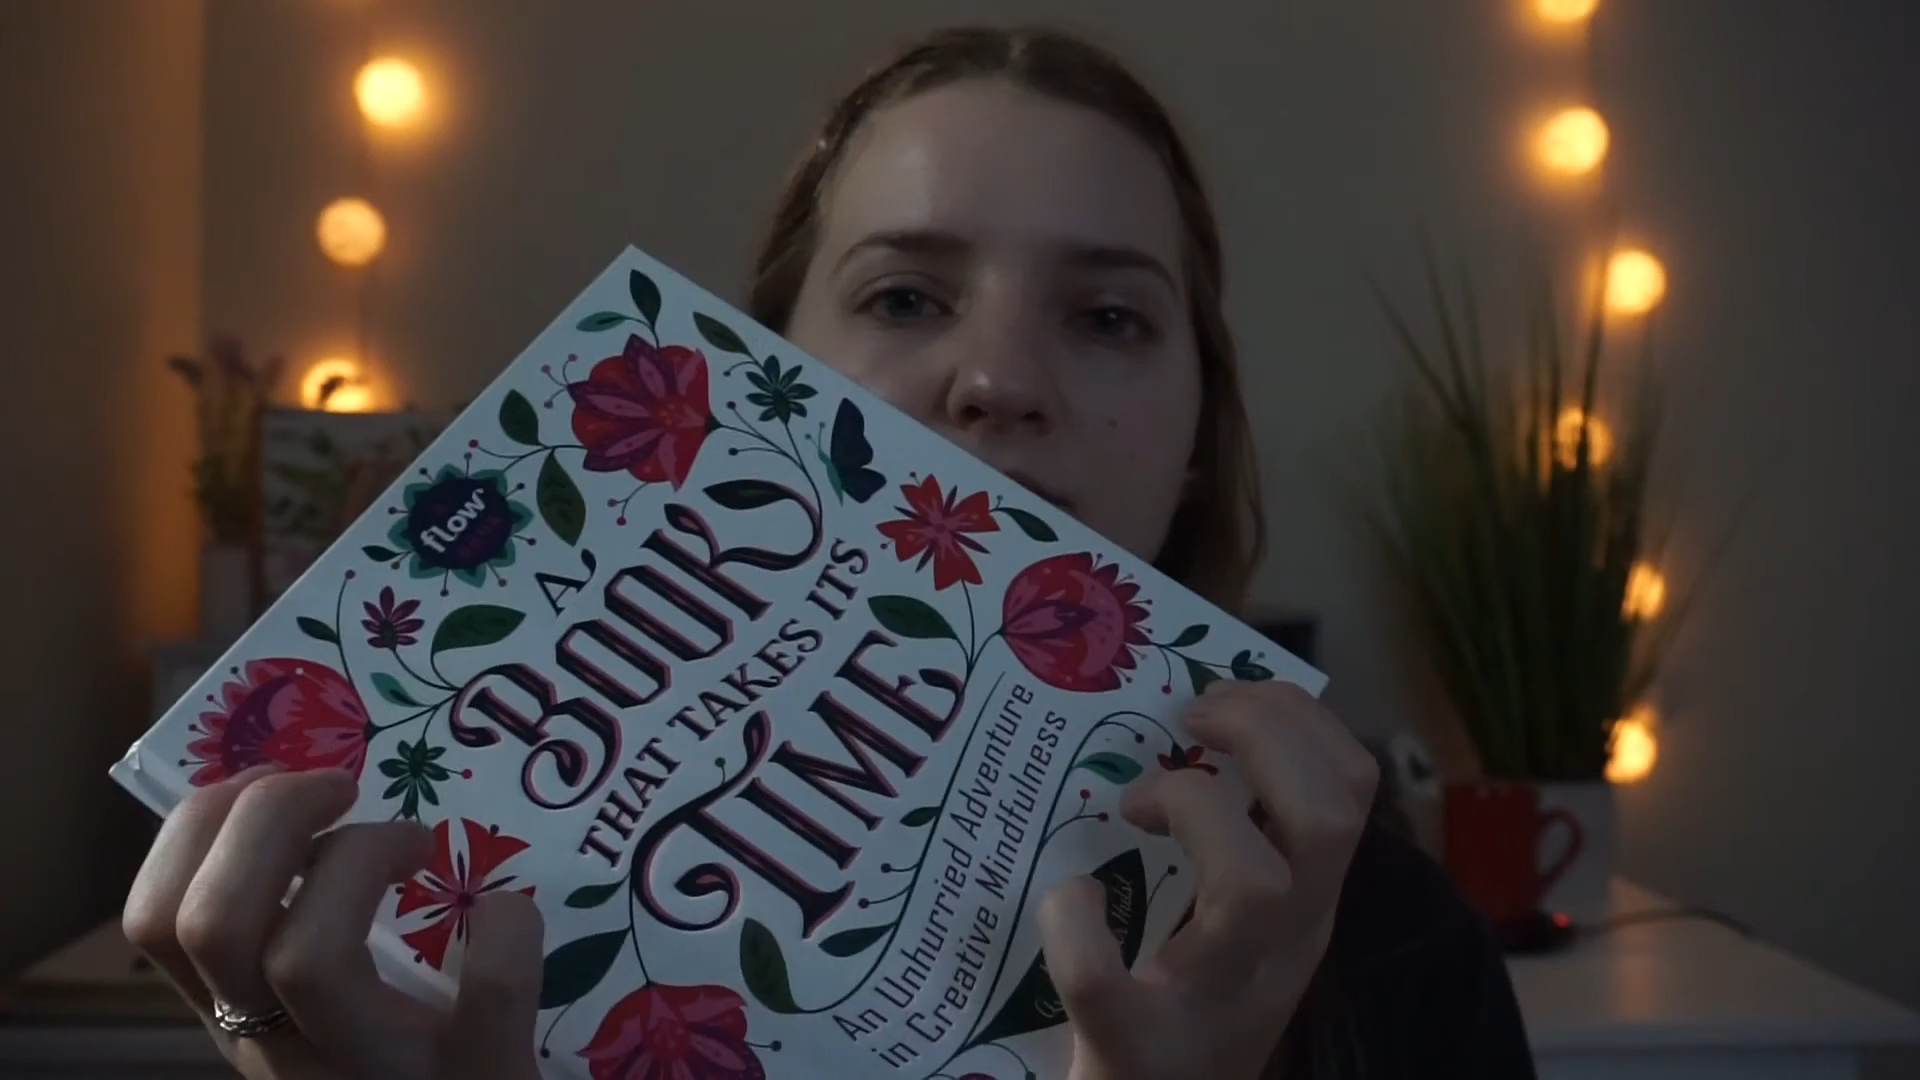 flow
A
BOOK
THAT TAKES ITS
TIME
An Unhurried Adventure
in Creative Mindfulness